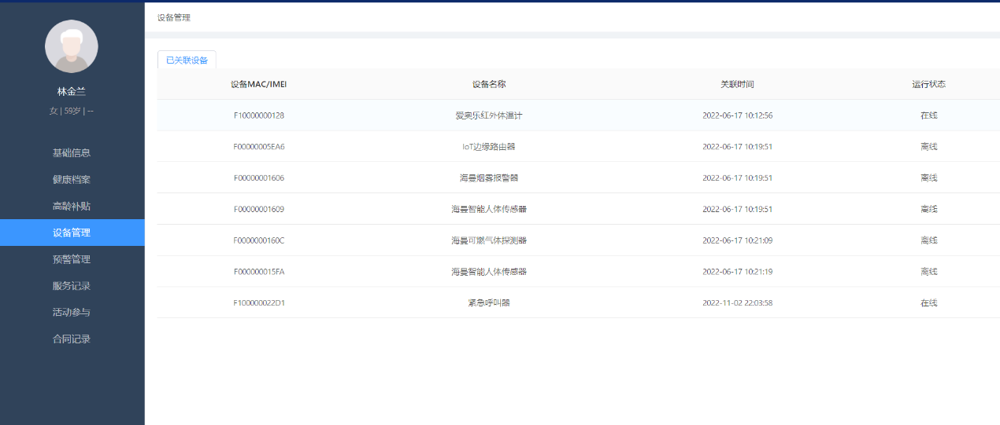 设备管理
林金兰
女 | 59岁 | --
基础信息
健康档案
高龄补贴
设备管理
预警管理
服务记录
活动参与
合同记录
已关联设备
设备MAC/IMEI 设备名称 关联时间 运行状态
F10000000128 爱奥乐红外体温计 2022-06-17 10:12:56 在线
F00000005EA6 IoT边缘路由器 2022-06-17 10:19:51 离线
F00000001606 海曼烟雾报警器 2022-06-17 10:19:51 离线
F00000001609 海曼智能人体传感器 2022-06-17 10:19:51 离线
F0000000160C 海曼可燃气体探测器 2022-06-17 10:21:09 离线
F000000015FA 海曼智能人体传感器 2022-06-17 10:21:19 离线
F100000022D1 紧急呼叫器 2022-11-02 22:03:58 在线